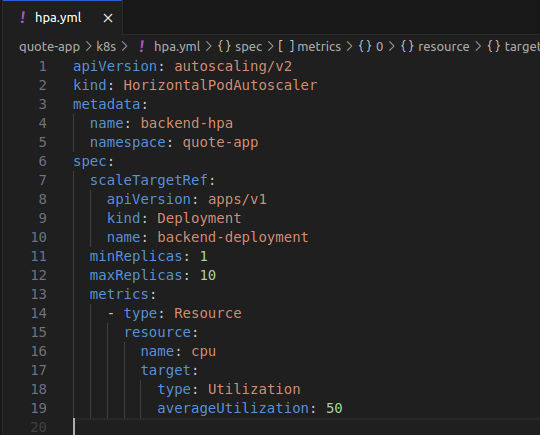 ! hpa.yml ×
quote-app > k8s > ! hpa.yml > {} spec > [ ] metrics > {} 0 > {} resource > {} target
1 apiVersion: autoscaling/v2
2 kind: HorizontalPodAutoscaler
3 metadata:
4   name: backend-hpa
5   namespace: quote-app
6 spec:
7   scaleTargetRef:
8     apiVersion: apps/v1
9     kind: Deployment
10     name: backend-deployment
11   minReplicas: 1
12   maxReplicas: 10
13   metrics:
14     - type: Resource
15       resource:
16         name: cpu
17         target:
18           type: Utilization
19           averageUtilization: 50
20